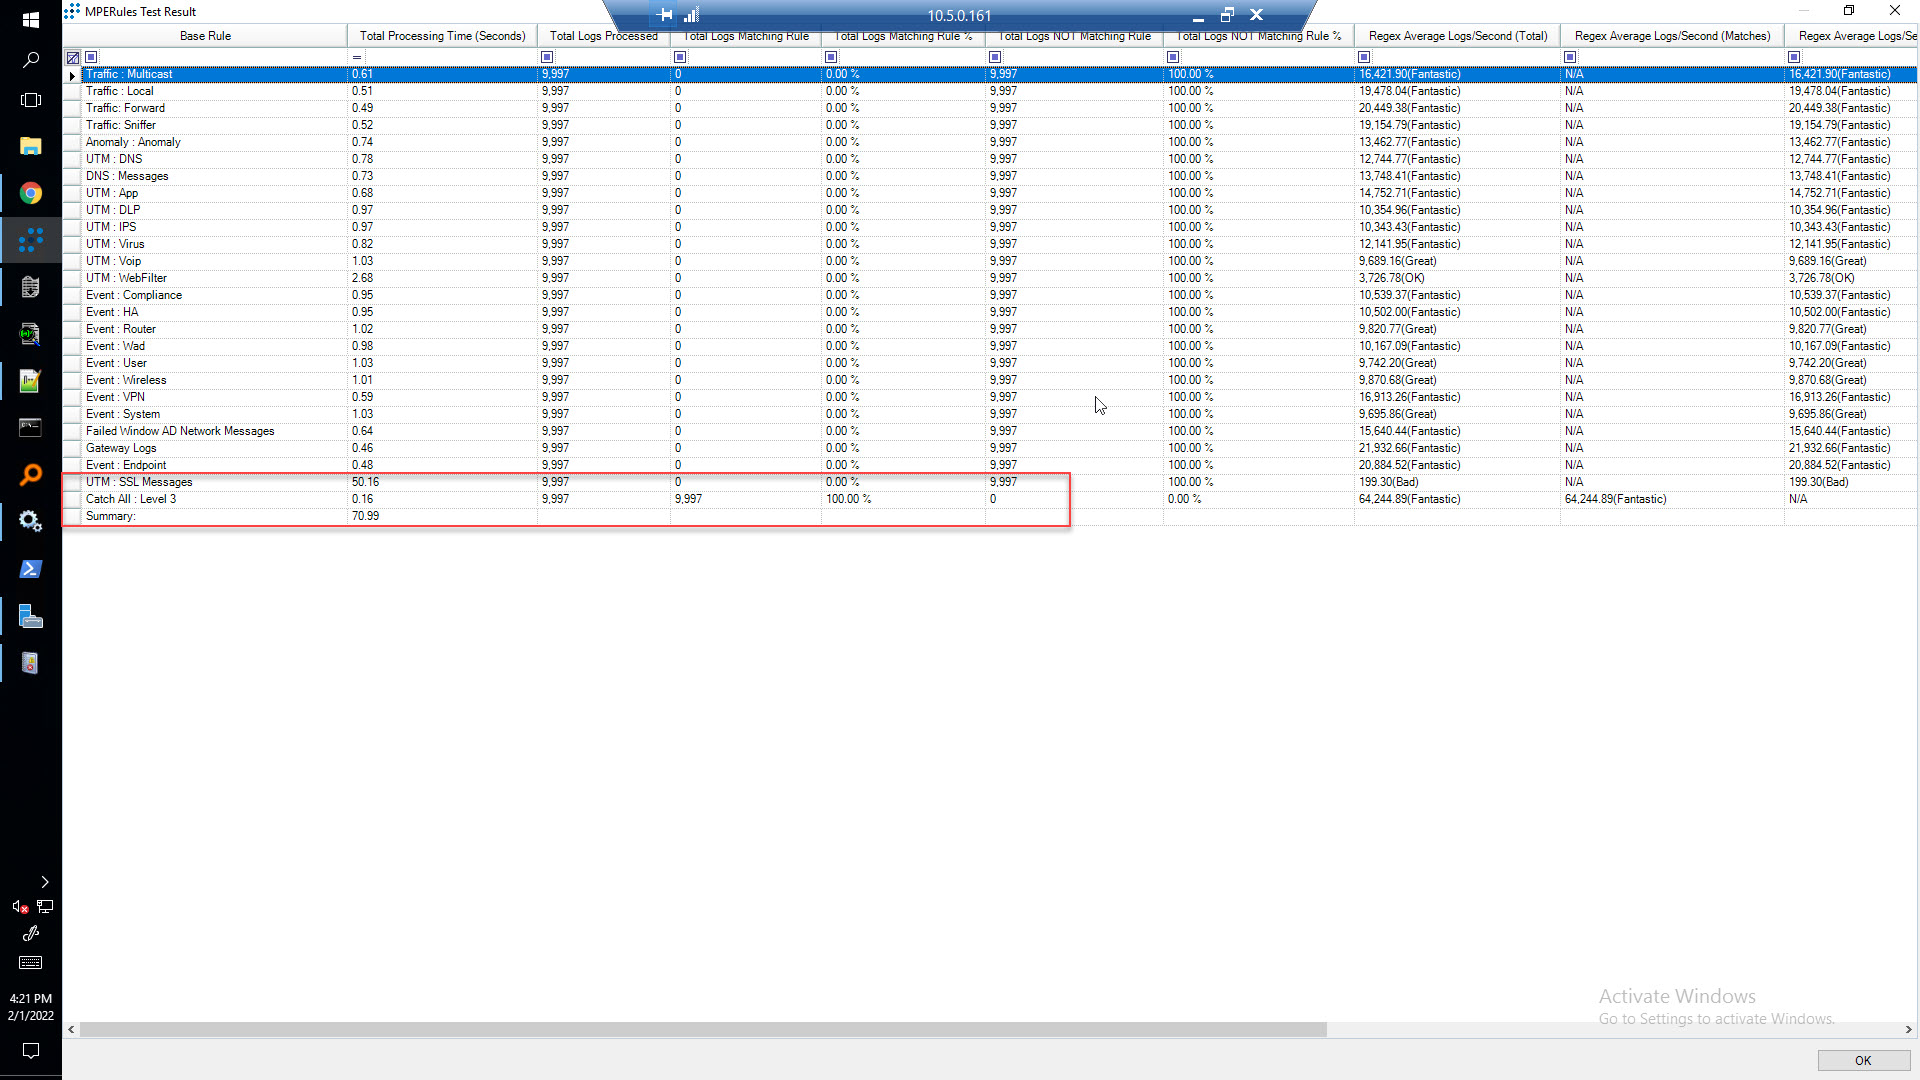 MPERules Test Result
10.5.0.161
Base Rule Total Processing Time (Seconds) Total Logs Processed Total Logs Matching Rule Total Logs Matching Rule % Total Logs NOT Matching Rule Total Logs NOT Matching Rule % Regex Average Logs/Second (Total) Regex Average Logs/Second (Matches) Regex Average Logs/Se
=
Traffic : Multicast 0.61 9,997 0 0.00 % 9,997 100.00 % 16,421.90(Fantastic) N/A 16,421.90(Fantastic)
Traffic : Local 0.51 9,997 0 0.00 % 9,997 100.00 % 19,478.04(Fantastic) N/A 19,478.04(Fantastic)
Traffic: Forward 0.49 9,997 0 0.00 % 9,997 100.00 % 20,449.38(Fantastic) N/A 20,449.38(Fantastic)
Traffic: Sniffer 0.52 9,997 0 0.00 % 9,997 100.00 % 19,154.79(Fantastic) N/A 19,154.79(Fantastic)
Anomaly : Anomaly 0.74 9,997 0 0.00 % 9,997 100.00 % 13,462.77(Fantastic) N/A 13,462.77(Fantastic)
UTM : DNS 0.78 9,997 0 0.00 % 9,997 100.00 % 12,744.77(Fantastic) N/A 12,744.77(Fantastic)
DNS : Messages 0.73 9,997 0 0.00 % 9,997 100.00 % 13,748.41(Fantastic) N/A 13,748.41(Fantastic)
UTM : App 0.68 9,997 0 0.00 % 9,997 100.00 % 14,752.71(Fantastic) N/A 14,752.71(Fantastic)
UTM : DLP 0.97 9,997 0 0.00 % 9,997 100.00 % 10,354.96(Fantastic) N/A 10,354.96(Fantastic)
UTM : IPS 0.97 9,997 0 0.00 % 9,997 100.00 % 10,343.43(Fantastic) N/A 10,343.43(Fantastic)
UTM : Virus 0.82 9,997 0 0.00 % 9,997 100.00 % 12,141.95(Fantastic) N/A 12,141.95(Fantastic)
UTM : Voip 1.03 9,997 0 0.00 % 9,997 100.00 % 9,689.16(Great) N/A 9,689.16(Great)
UTM : WebFilter 2.68 9,997 0 0.00 % 9,997 100.00 % 3,726.78(OK) N/A 3,726.78(OK)
Event : Compliance 0.95 9,997 0 0.00 % 9,997 100.00 % 10,539.37(Fantastic) N/A 10,539.37(Fantastic)
Event : HA 0.95 9,997 0 0.00 % 9,997 100.00 % 10,502.00(Fantastic) N/A 10,502.00(Fantastic)
Event : Router 1.02 9,997 0 0.00 % 9,997 100.00 % 9,820.77(Great) N/A 9,820.77(Great)
Event : Wad 0.98 9,997 0 0.00 % 9,997 100.00 % 10,167.09(Fantastic) N/A 10,167.09(Fantastic)
Event : User 1.03 9,997 0 0.00 % 9,997 100.00 % 9,742.20(Great) N/A 9,742.20(Great)
Event : Wireless 1.01 9,997 0 0.00 % 9,997 100.00 % 9,870.68(Great) N/A 9,870.68(Great)
Event : VPN 0.59 9,997 0 0.00 % 9,997 100.00 % 16,913.26(Fantastic) N/A 16,913.26(Fantastic)
Event : System 1.03 9,997 0 0.00 % 9,997 100.00 % 9,695.86(Great) N/A 9,695.86(Great)
Failed Window AD Network Messages 0.64 9,997 0 0.00 % 9,997 100.00 % 15,640.44(Fantastic) N/A 15,640.44(Fantastic)
Gateway Logs 0.46 9,997 0 0.00 % 9,997 100.00 % 21,932.66(Fantastic) N/A 21,932.66(Fantastic)
Event : Endpoint 0.48 9,997 0 0.00 % 9,997 100.00 % 20,884.52(Fantastic) N/A 20,884.52(Fantastic)
UTM : SSL Messages 50.16 9,997 0 0.00 % 9,997 100.00 % 199.30(Bad) N/A 199.30(Bad)
Catch All : Level 3 0.16 9,997 9,997 100.00 % 0 0.00 % 64,244.89(Fantastic) 64,244.89(Fantastic) N/A
Summary: 70.99
4:21 PM
2/1/2022
Activate Windows
Go to Settings to activate Windows.
OK